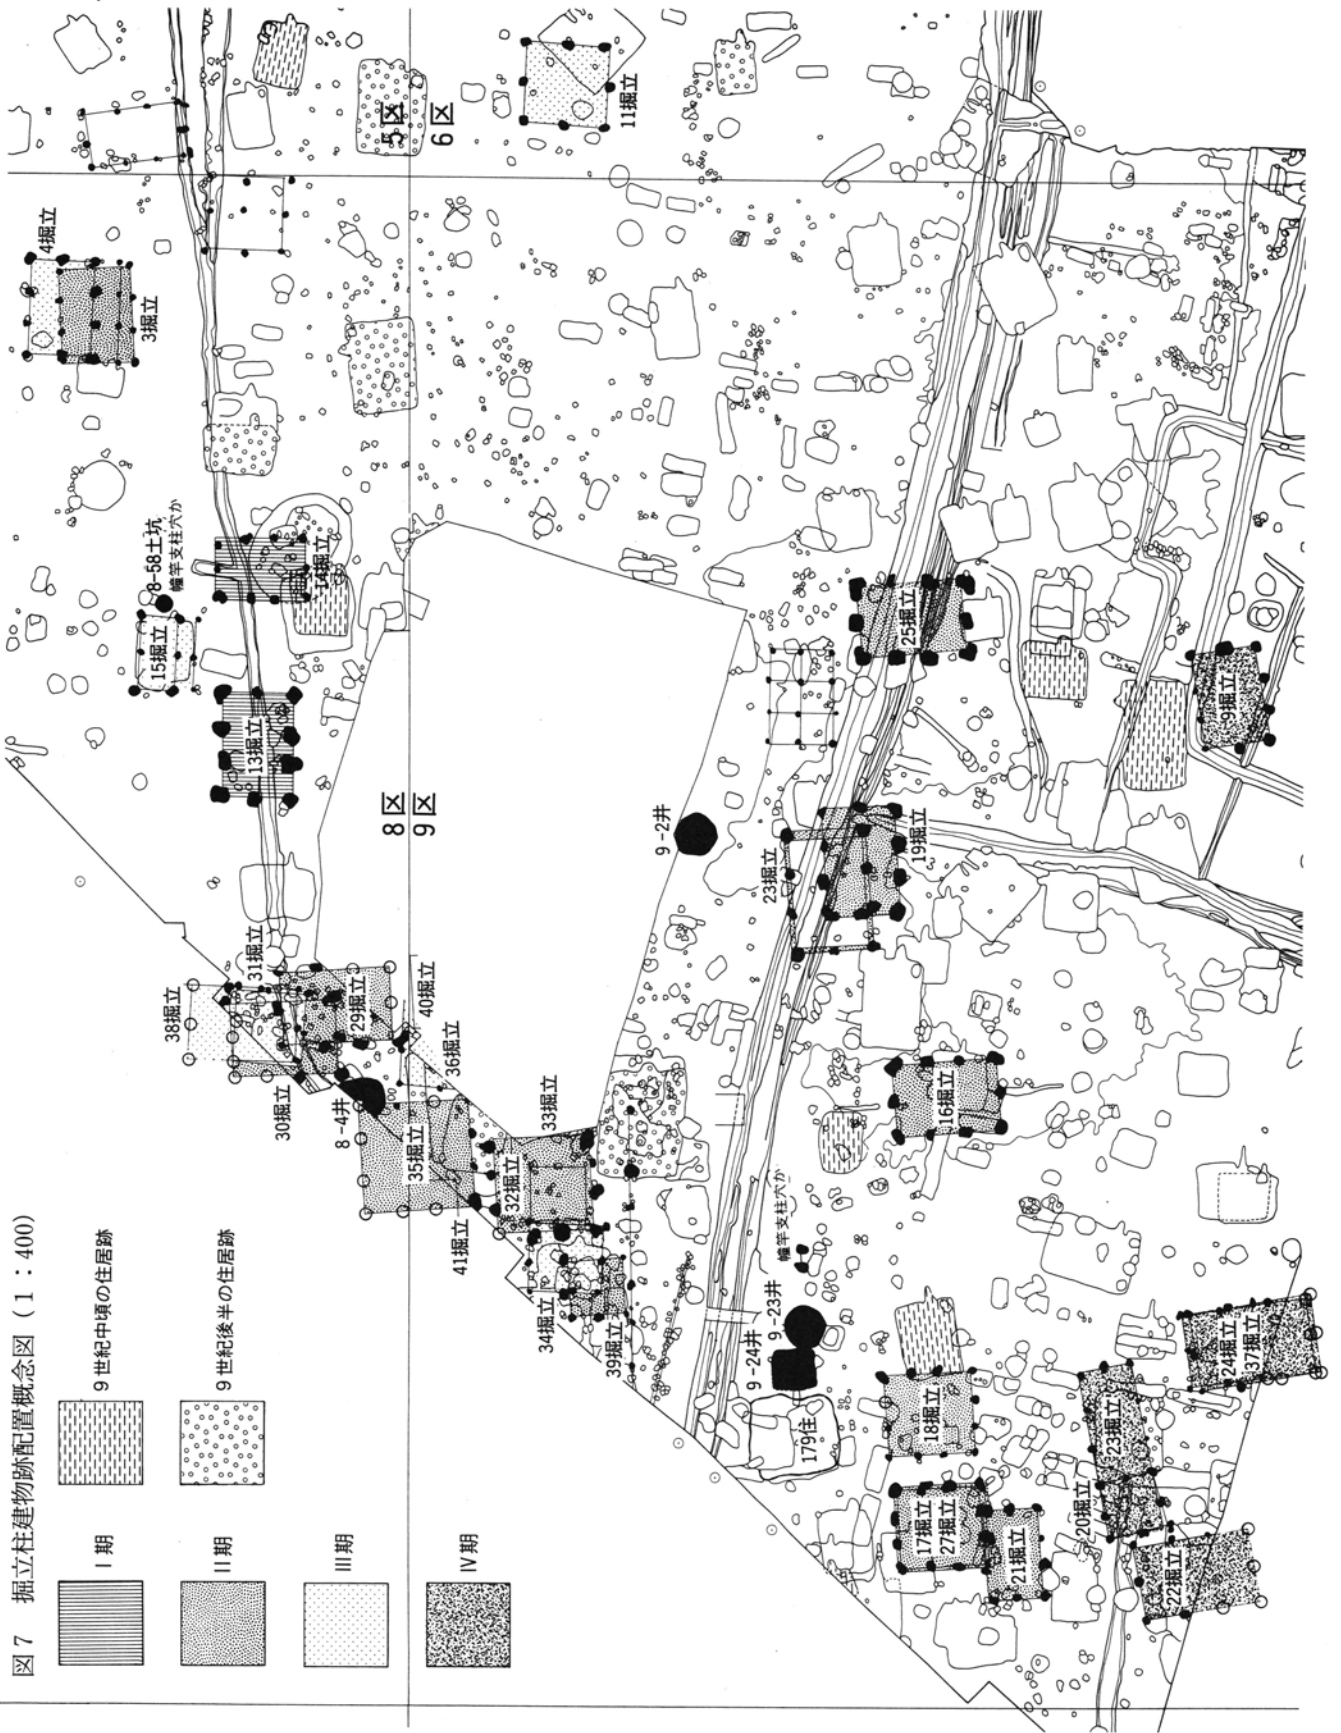 図7 掘立柱建物跡配置概念図(1:400)
I期
II期
III期
IV期
9世紀中頃の住居跡
9世紀後半の住居跡
4掘立
3掘立
5区
6区
11掘立
8-58土坑
幢竿支柱穴か
15掘立
14掘立
13掘立
8区
9区
38掘立
31掘立
29掘立
40掘立
30掘立
8-4井
36掘立
35掘立
33掘立
32掘立
41掘立
34掘立
39掘立
9-2井
23掘立
19掘立
25掘立
9掘立
16掘立
幢竿支柱穴か
9-23井
9-24井
179住
18掘立
17掘立
27掘立
21掘立
20掘立
23掘立
22掘立
24掘立
37掘立